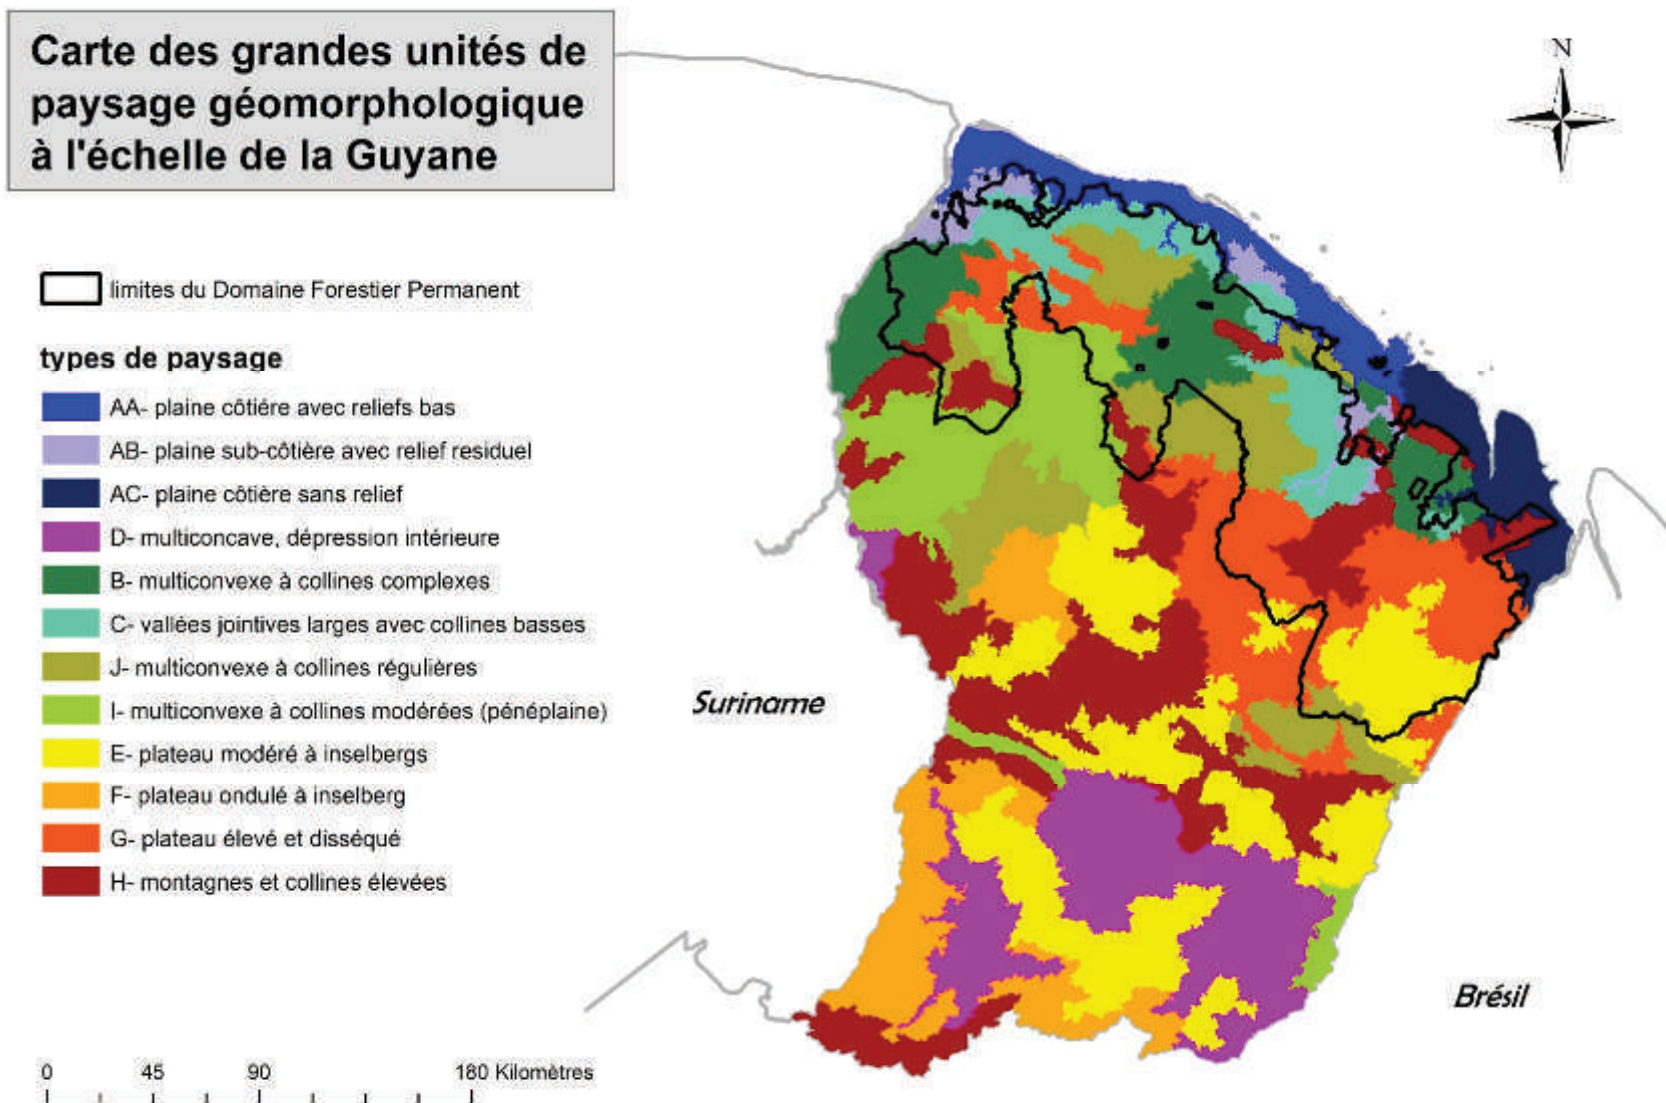 Carte des grandes unités de
paysage géomorphologique
à l'échelle de la Guyane
N
limites du Domaine Forestier Permanent
types de paysage
AA- plaine côtière avec reliefs bas
AB- plaine sub-côtière avec relief residuel
AC- plaine côtière sans relief
D- multiconcave, dépression intérieure
B- multiconvexe à collines complexes
C- vallées jointives larges avec collines basses
J- multiconvexe à collines régulières
I- multiconvexe à collines modérées (pénéplaine)
E- plateau modéré à inselbergs
F- plateau ondulé à inselberg
G- plateau élevé et disséqué
H- montagnes et collines élevées
Suriname
Brésil
0 45 90 180 Kilomètres